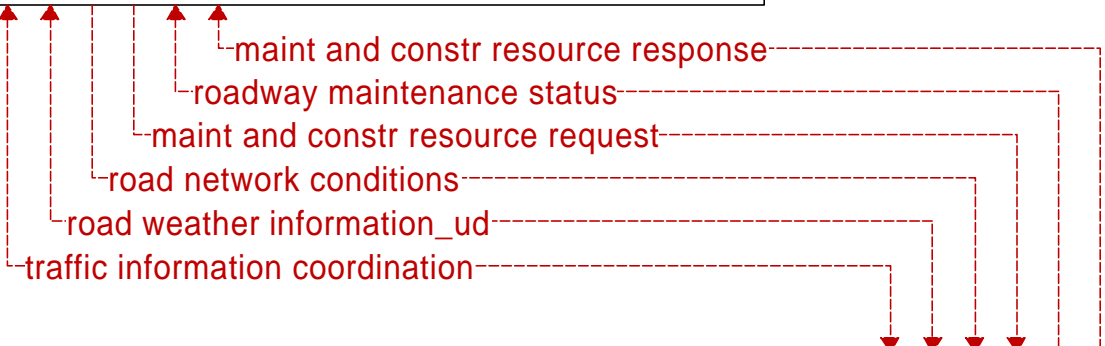 maint and constr resource response
roadway maintenance status
maint and constr resource request
road network conditions
road weather information_ud
traffic information coordination